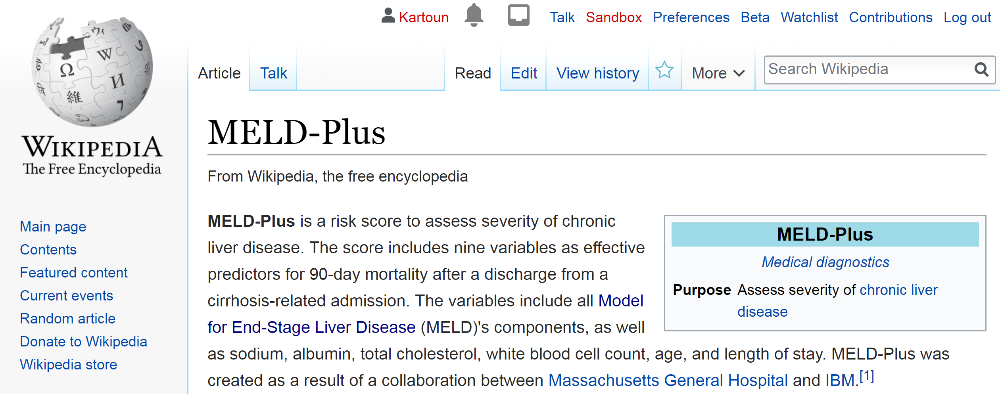 Kartoun Talk Sandbox Preferences Beta Watchlist Contributions Log out
Article Talk Read Edit View history More Search Wikipedia
Ω W И 維 ר
WIKIPEDIA
The Free Encyclopedia
Main page
Contents
Featured content
Current events
Random article
Donate to Wikipedia
Wikipedia store
MELD-Plus
From Wikipedia, the free encyclopedia
MELD-Plus is a risk score to assess severity of chronic
liver disease. The score includes nine variables as effective
predictors for 90-day mortality after a discharge from a
cirrhosis-related admission. The variables include all Model
for End-Stage Liver Disease (MELD)'s components, as well
as sodium, albumin, total cholesterol, white blood cell count, age, and length of stay. MELD-Plus was
created as a result of a collaboration between Massachusetts General Hospital and IBM.[1]
MELD-Plus
Medical diagnostics
Purpose Assess severity of chronic liver
disease